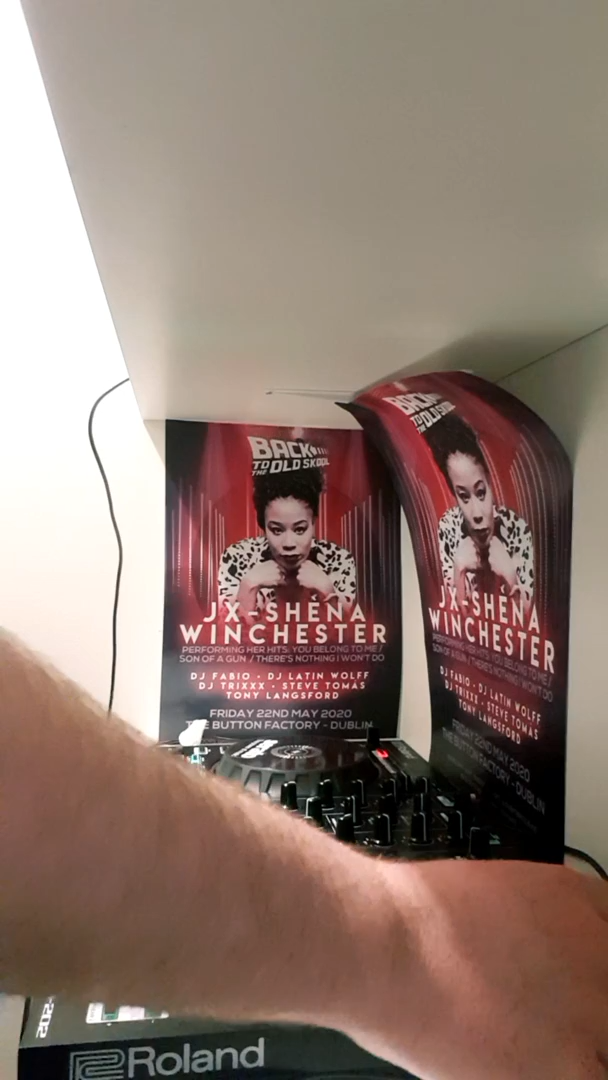 BACK
TO THE OLD SKOOL
JX-SHÉNA
WINCHESTER
PERFORMING HER HITS: YOU BELONG TO ME /
SON OF A GUN / THERE'S NOTHING I WON'T DO
DJ FABIO • DJ LATIN WOLFF
DJ TRIXXX • STEVE TOMAS
TONY LANGSFORD
FRIDAY 22ND MAY 2020
THE BUTTON FACTORY - DUBLIN
BACK
TO THE OLD SKOOL
JX-SHÉNA
WINCHESTER
PERFORMING HER HITS: YOU BELONG TO ME /
SON OF A GUN / THERE'S NOTHING I WON'T DO
DJ FABIO • DJ LATIN WOLFF
DJ TRIXXX • STEVE TOMAS
TONY LANGSFORD
FRIDAY 22ND MAY 2020
THE BUTTON FACTORY - DUBLIN
-202
Roland